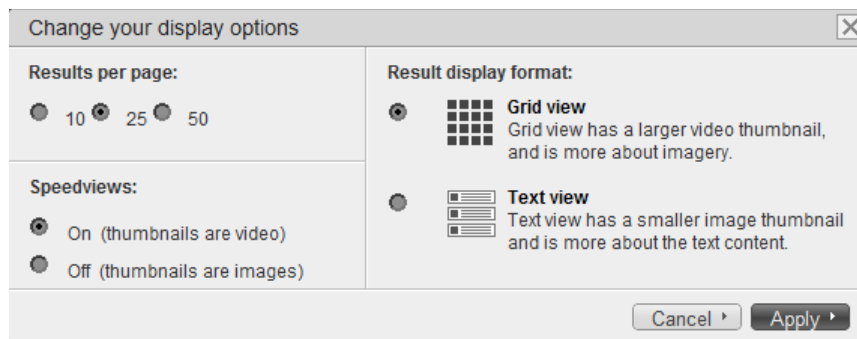 Change your display options
Results per page:
10 25 50
Speedviews:
On (thumbnails are video)
Off (thumbnails are images)
Result display format:
Grid view
Grid view has a larger video thumbnail,
and is more about imagery.
Text view
Text view has a smaller image thumbnail
and is more about the text content.
Cancel
Apply